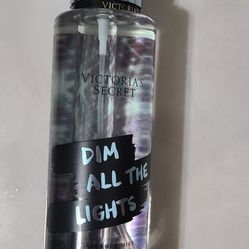 VICTORIA'S
SECRET
DIM
ALL THE
LIGHTS